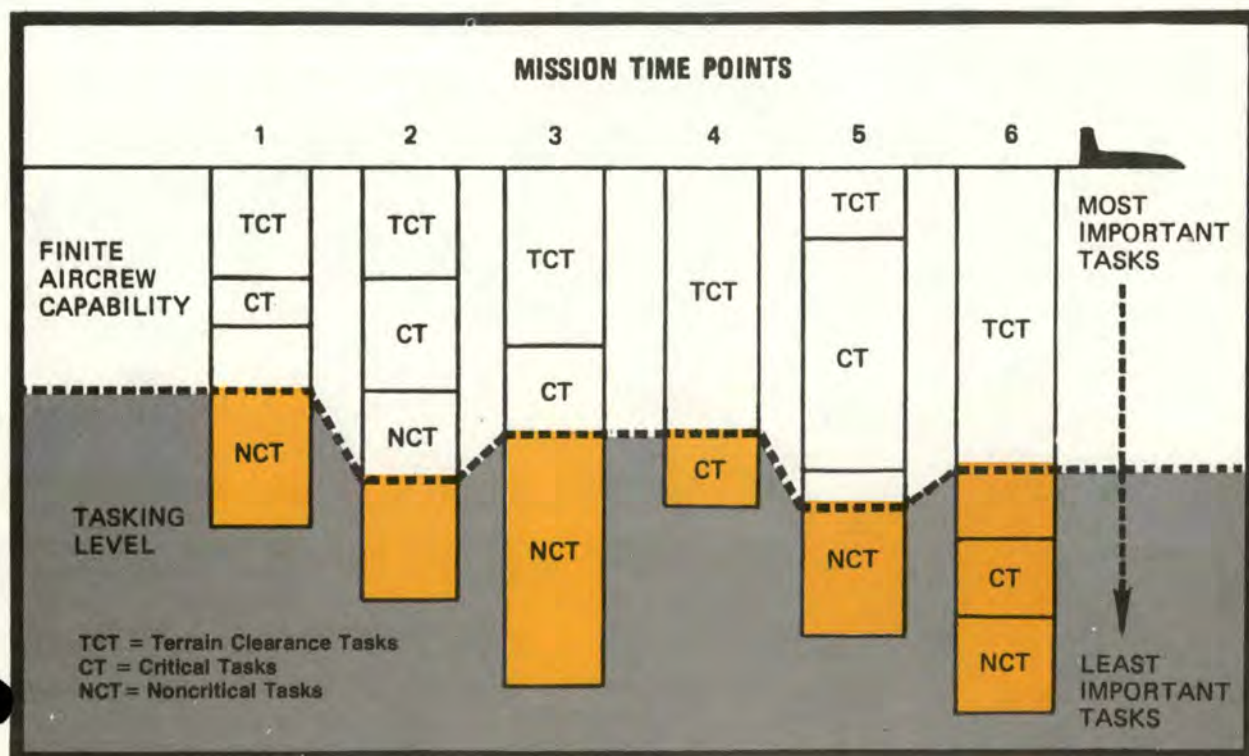 MISSION TIME POINTS
1 2 3 4 5 6
FINITE
AIRCREW
CAPABILITY
TCT
CT
NCT
TCT
CT
NCT
TCT
CT
NCT
TCT
CT
TCT
CT
NCT
TCT
CT
NCT
MOST
IMPORTANT
TASKS
LEAST
IMPORTANT
TASKS
TASKING
LEVEL
TCT = Terrain Clearance Tasks
CT = Critical Tasks
NCT = Noncritical Tasks